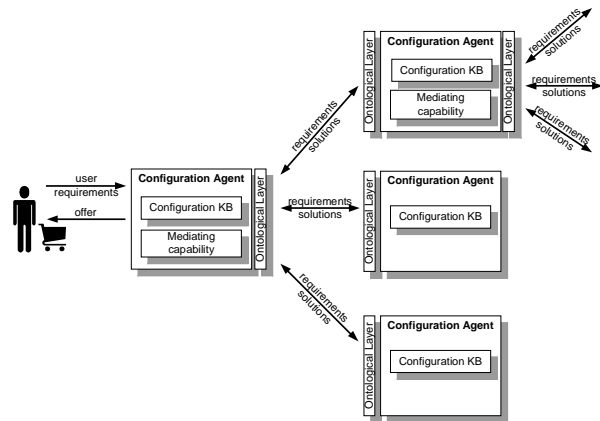 user
requirements
offer
Configuration Agent
Configuration KB
Mediating
capability
Ontological Layer
requirements
solutions
requirements
solutions
requirements
solutions
Ontological Layer
Configuration Agent
Configuration KB
Mediating
capability
Ontological Layer
requirements
solutions
requirements
solutions
requirements
solutions
Ontological Layer
Configuration Agent
Configuration KB
Ontological Layer
Configuration Agent
Configuration KB